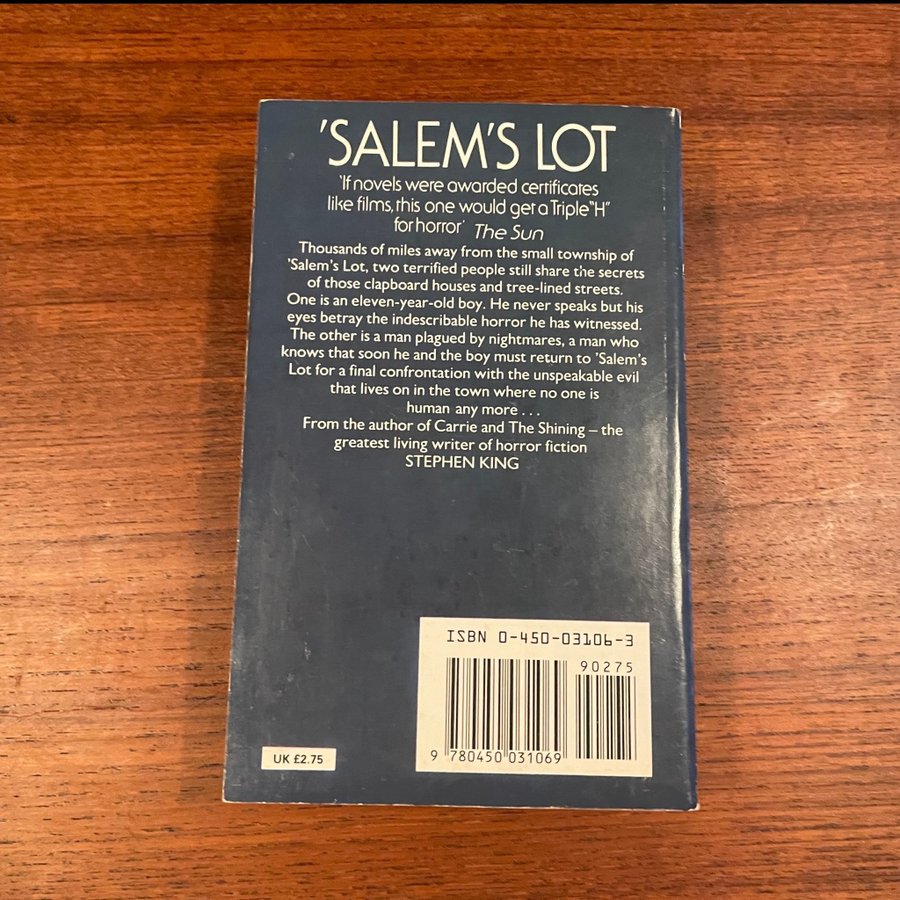 'SALEM'S LOT
'If novels were awarded certificates
like films, this one would get a Triple "H"
for horror' The Sun
Thousands of miles away from the small township of
'Salem's Lot, two terrified people still share the secrets
of those clapboard houses and tree-lined streets.
One is an eleven-year-old boy. He never speaks but his
eyes betray the indescribable horror he has witnessed.
The other is a man plagued by nightmares, a man who
knows that soon he and the boy must return to 'Salem's
Lot for a final confrontation with the unspeakable evil
that lives on in the town where no one is
human any more . . .
From the author of Carrie and The Shining – the
greatest living writer of horror fiction
STEPHEN KING
ISBN 0-450-03106-3
90275
9 780450 031069
UK £2.75